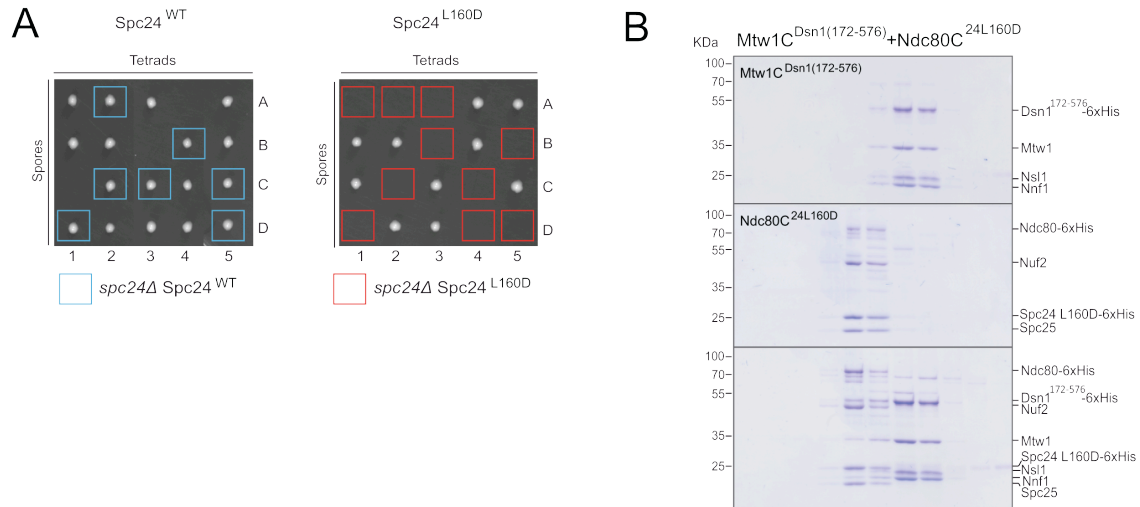 A
Spc24 WT
Spc24 L160D
Tetrads
Tetrads
Spores
Spores
A
B
C
D
A
B
C
D
1 2 3 4 5
1 2 3 4 5
spc24Δ Spc24 WT
spc24Δ Spc24 L160D
B
KDa
Mtw1C Dsn1(172-576)+Ndc80C 24L160D
Mtw1C Dsn1(172-576)
100
70
55
35
25
Dsn1 172-576-6xHis
Mtw1
Nsl1
Nnf1
Ndc80C 24L160D
100
70
55
35
25
Ndc80-6xHis
Nuf2
Spc24 L160D-6xHis
Spc25
100
70
55
35
25
Ndc80-6xHis
Dsn1 172-576-6xHis
Nuf2
Mtw1
Spc24 L160D-6xHis
Nsl1
Nnf1
Spc25